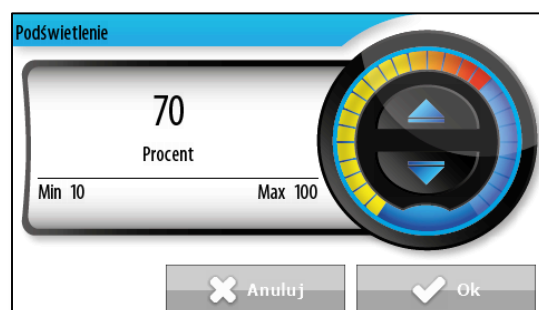 Podświetlenie
70
Procent
Min 10 Max 100
Anuluj Ok